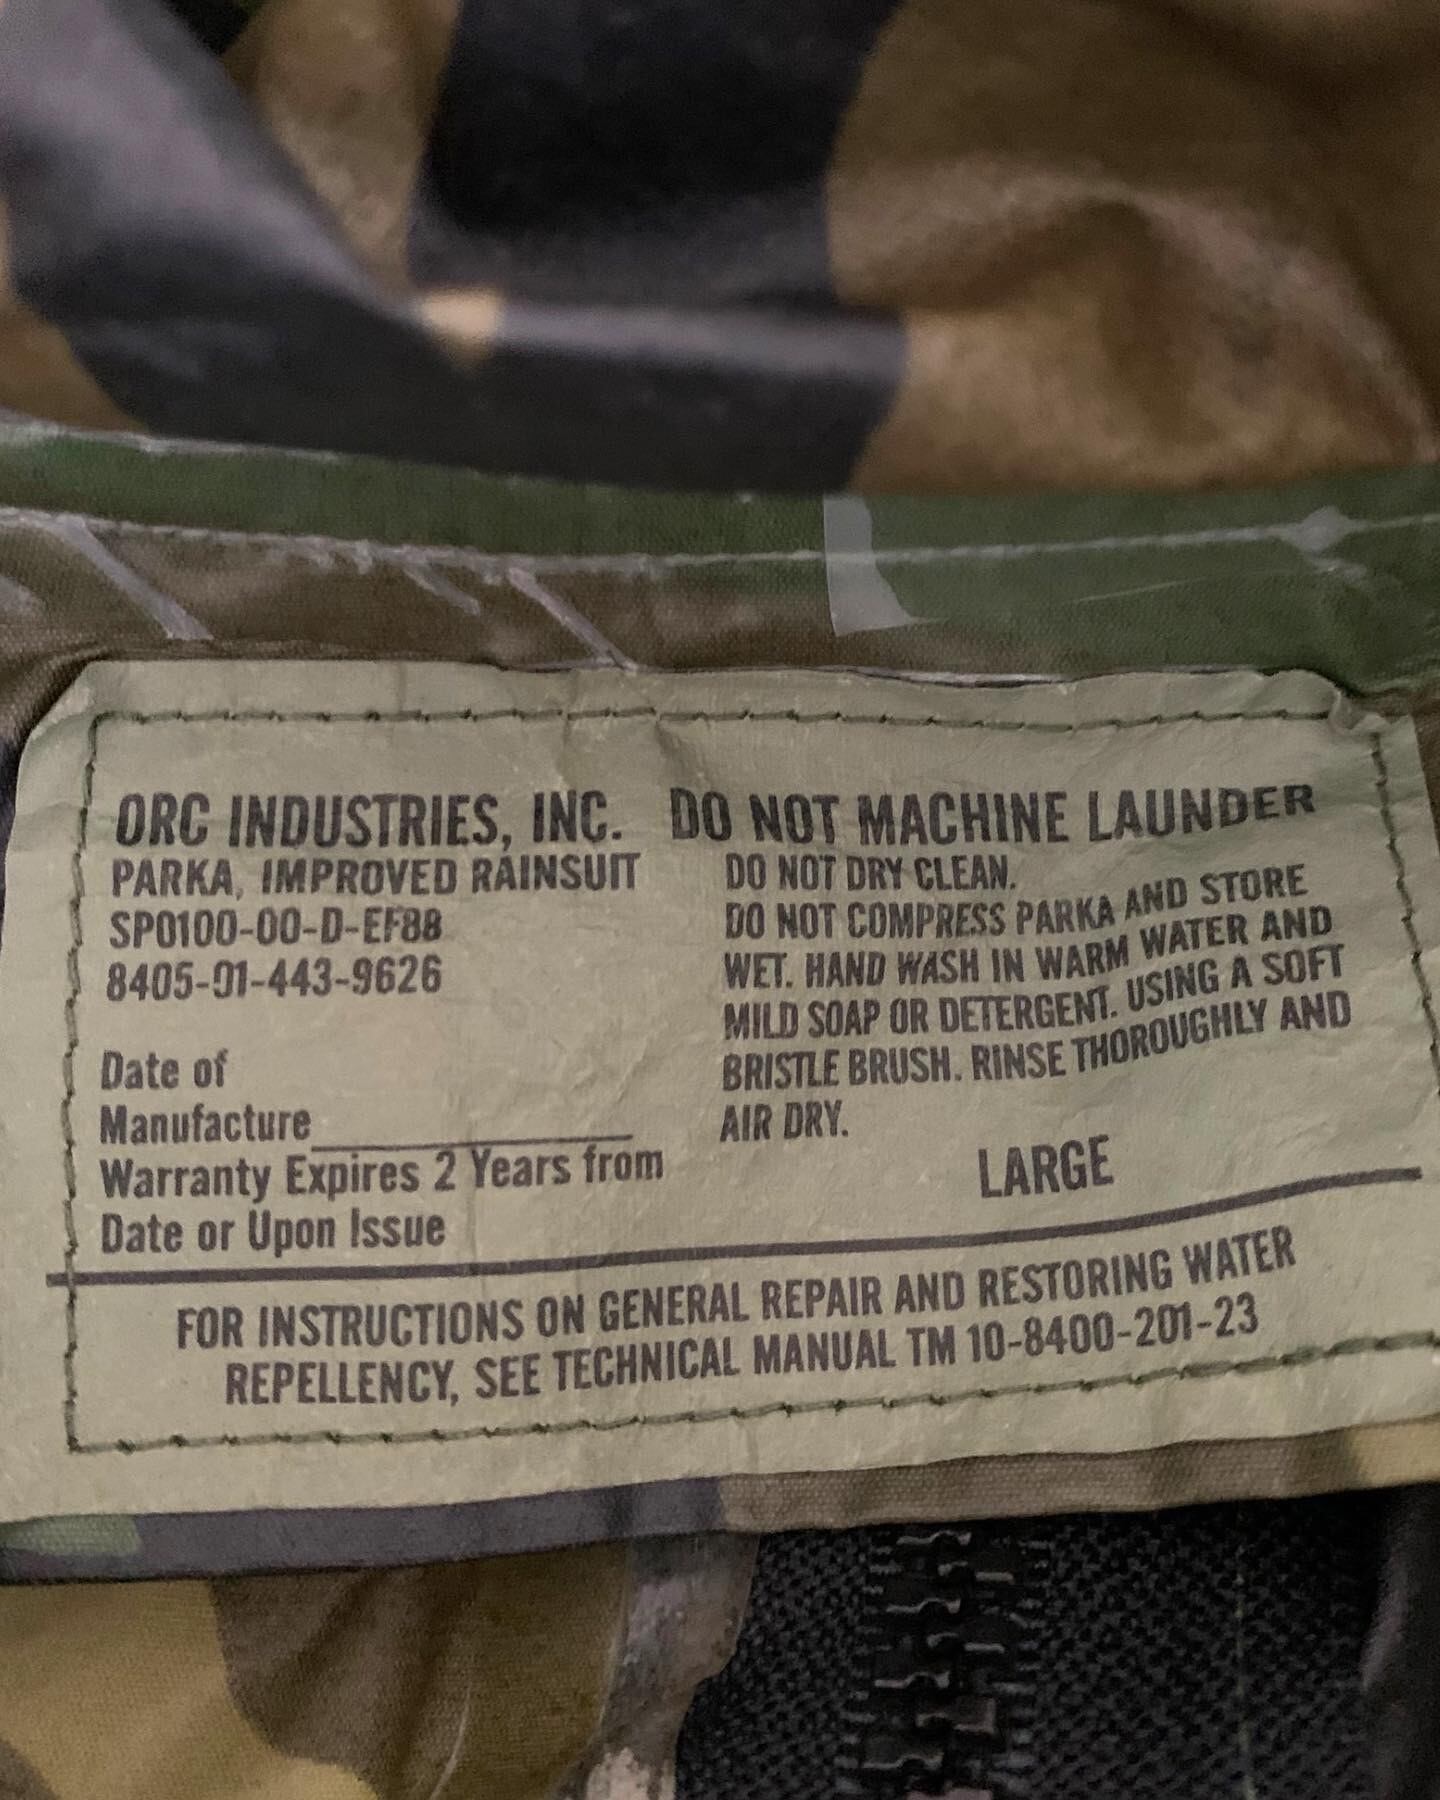 ORC INDUSTRIES, INC.
PARKA, IMPROVED RAINSUIT
SP0100-00-D-EF88
8405-01-443-9626
Date of
Manufacture
Warranty Expires 2 Years from
Date or Upon Issue
DO NOT MACHINE LAUNDER
DO NOT DRY CLEAN.
DO NOT COMPRESS PARKA AND STORE
WET. HAND WASH IN WARM WATER AND
MILD SOAP OR DETERGENT. USING A SOFT
BRISTLE BRUSH. RINSE THOROUGHLY AND
AIR DRY.
LARGE
FOR INSTRUCTIONS ON GENERAL REPAIR AND RESTORING WATER
REPELLENCY, SEE TECHNICAL MANUAL TM 10-8400-201-23